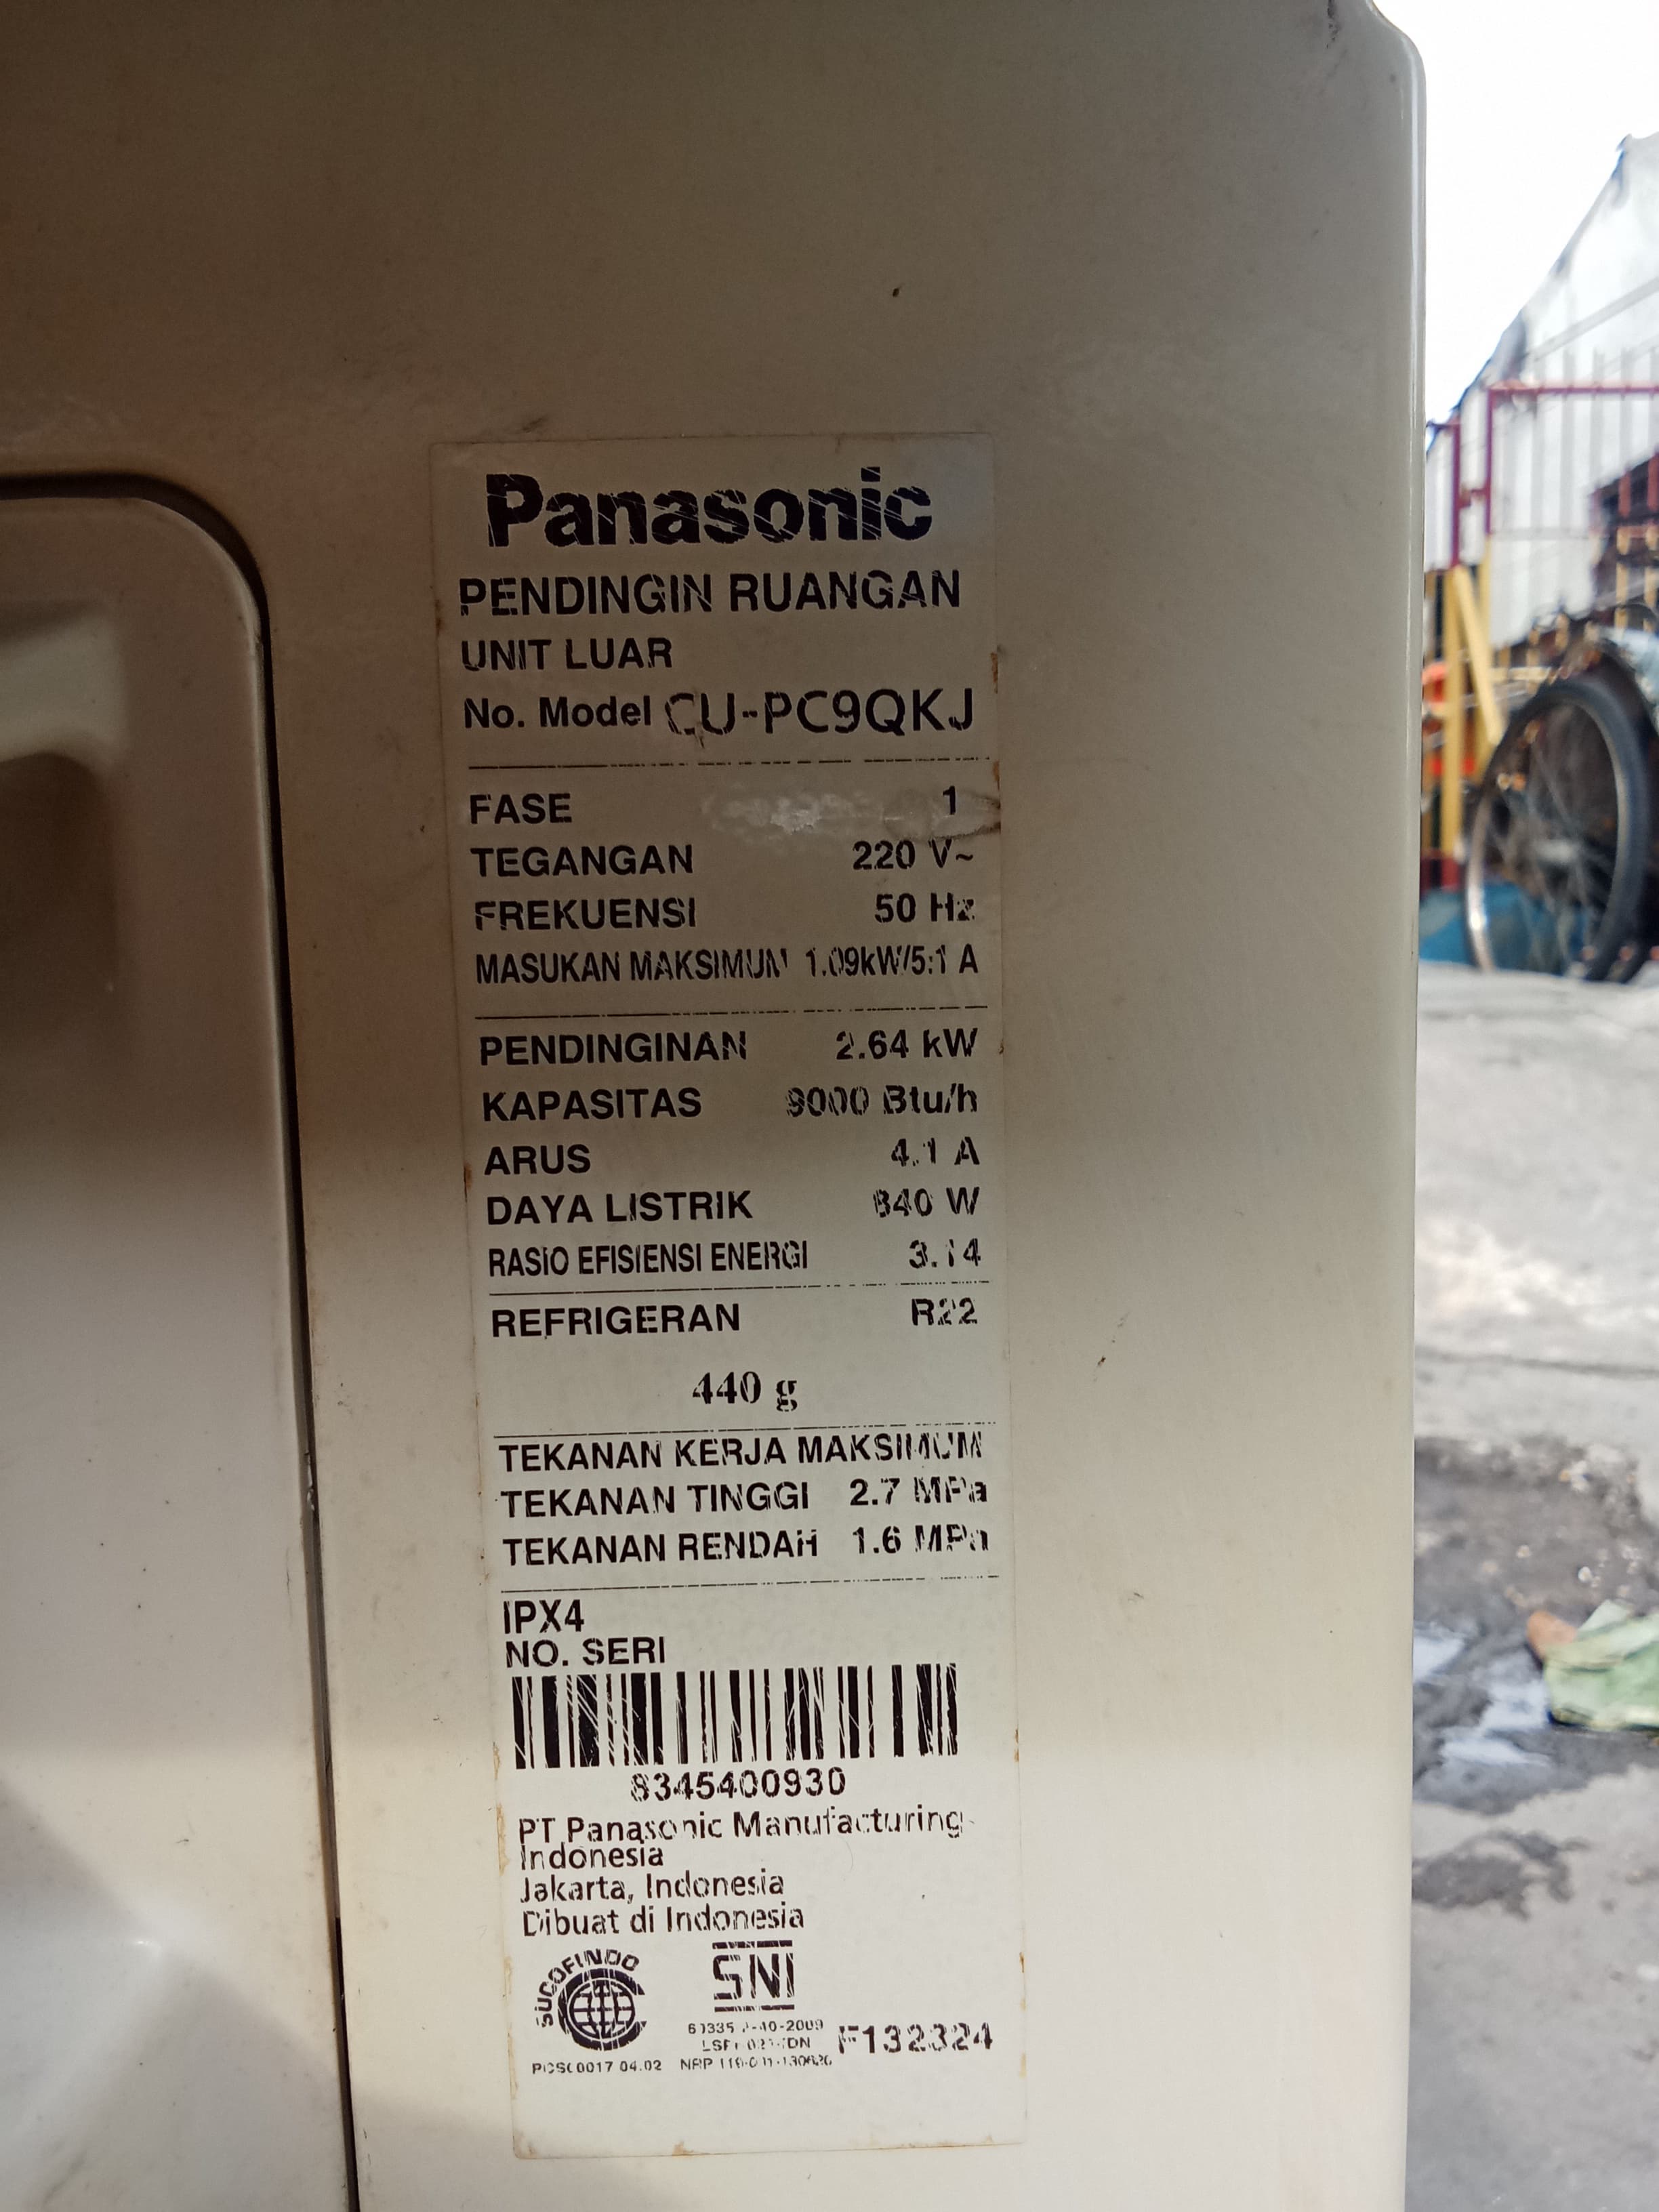 Panasonic
PENDINGIN RUANGAN
UNIT LUAR
No. Model CU-PC9QKJ
FASE 1
TEGANGAN 220 V~
FREKUENSI 50 Hz
MASUKAN MAKSIMUM 1.09kW/5.1 A
PENDINGINAN 2.64 kW
KAPASITAS 9000 Btu/h
ARUS 4.1 A
DAYA LISTRIK 840 W
RASIO EFISIENSI ENERGI 3.14
REFRIGERAN R22
440 g
TEKANAN KERJA MAKSIMUM
TEKANAN TINGGI 2.7 MPa
TEKANAN RENDAH 1.6 MPa
IPX4
NO. SERI
8345400930
PT Panasonic Manufacturing
Indonesia
Jakarta, Indonesia
Dibuat di Indonesia
SUCOFINDO
SNI
F132324
04.02
NRP